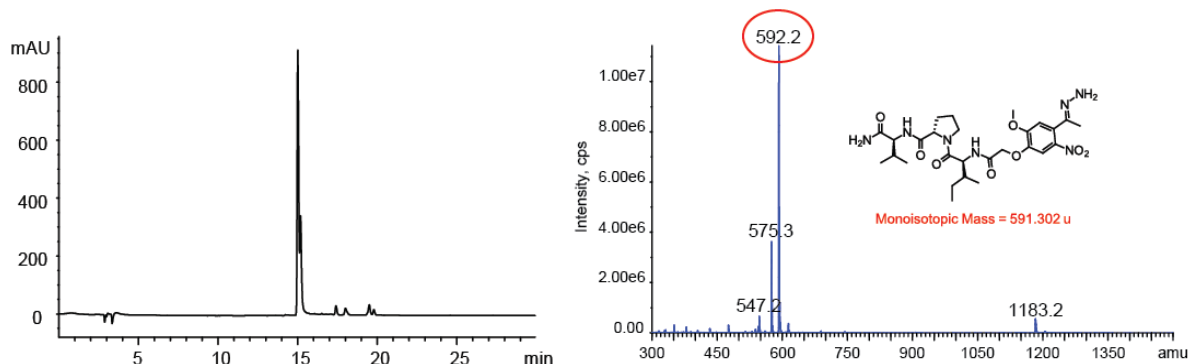 mAU
800
600
400
200
0
5
10
15
20
25
min
592.2
1.00e7
8.00e6
6.00e6
4.00e6
2.00e6
0.00
Intensity, cps
575.3
547.2
1183.2
300
450
600
750
900
1050
1200
1350
amu
NH₂
N
O
O
H
N
H₂N
O
N
O
H
N
O
O
NO₂
Monoisotopic Mass = 591.302 u